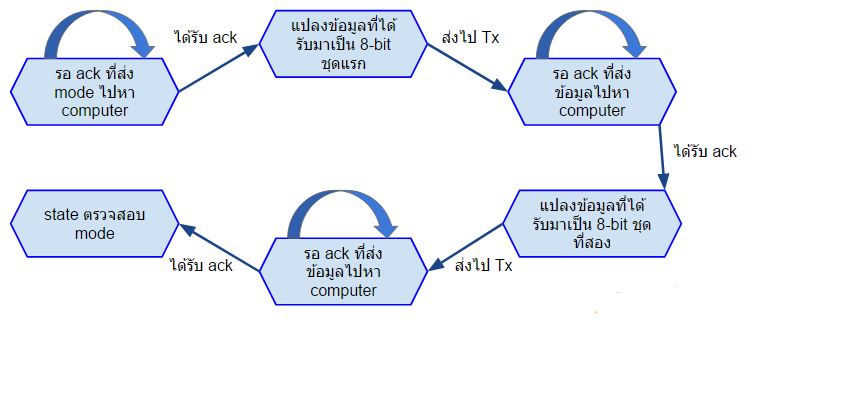 รอ ack ที่ส่ง
mode ไปหา
computer
ได้รับ ack
แปลงข้อมูลที่ได้
รับมาเป็น 8-bit
ชุดแรก
ส่งไป Tx
รอ ack ที่ส่ง
ข้อมูลไปหา
computer
ได้รับ ack
แปลงข้อมูลที่ได้
รับมาเป็น 8-bit ชุด
ที่สอง
ส่งไป Tx
รอ ack ที่ส่ง
ข้อมูลไปหา
computer
ได้รับ ack
state ตรวจสอบ
mode